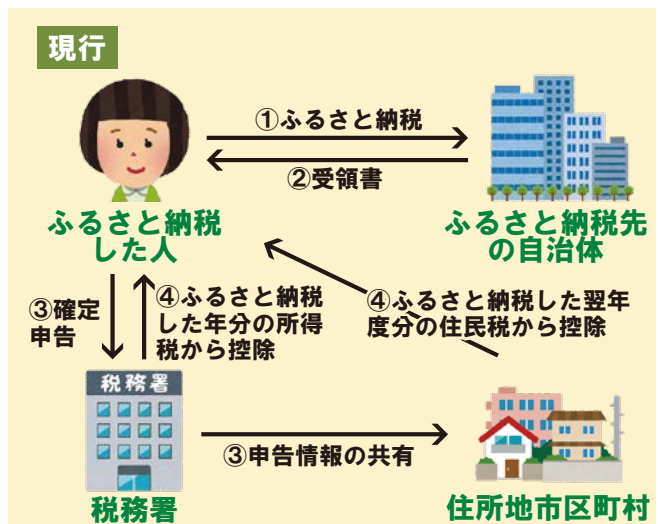 現行
①ふるさと納税
②受領書
ふるさと納税
した人
ふるさと納税先
の自治体
③確定
申告
④ふるさと納税
した年分の所得
税から控除
④ふるさと納税した翌年
度分の住民税から控除
税務署
③申告情報の共有
税務署
住所地市区町村